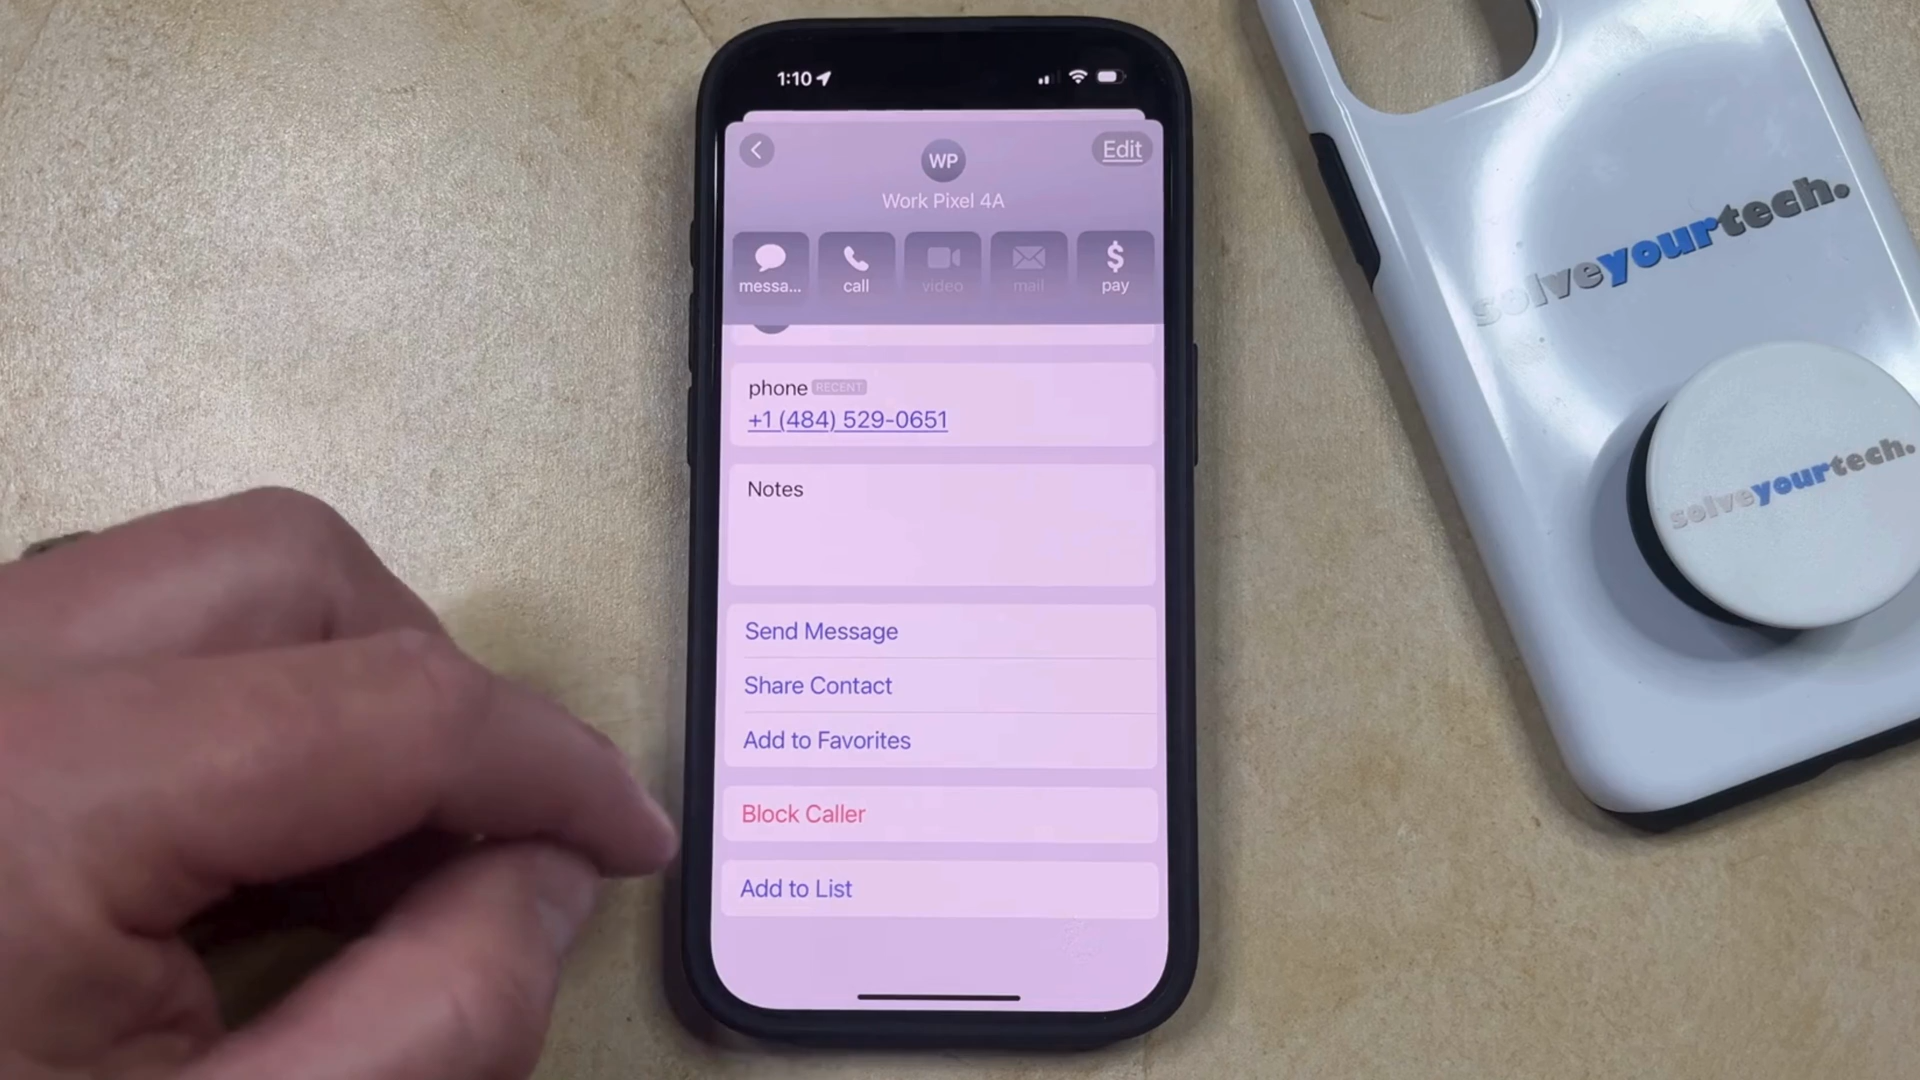 1:10
Edit
WP
Work Pixel 4A
messa...
call
video
mail
pay
phone RECENT
+1 (484) 529-0651
Notes
Send Message
Share Contact
Add to Favorites
Block Caller
Add to List
solveyourtech.
solveyourtech.